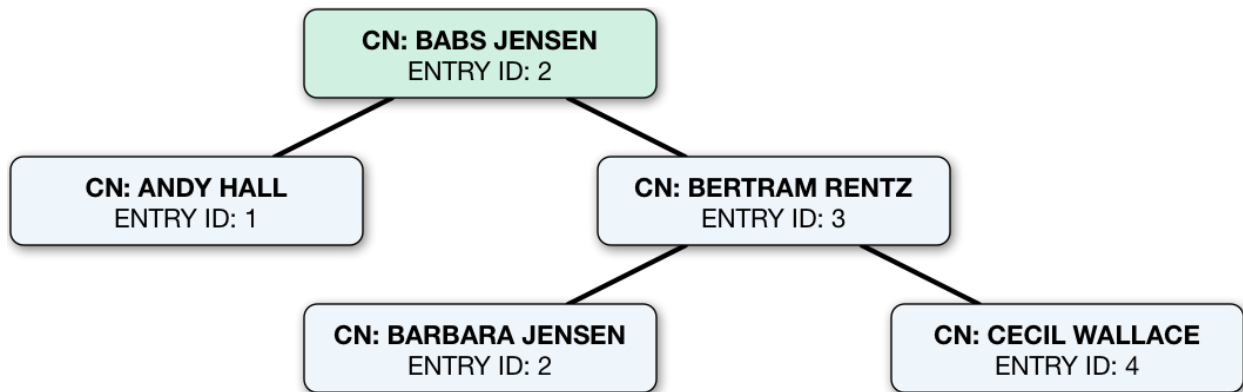 CN: BABS JENSEN
ENTRY ID: 2
CN: ANDY HALL
ENTRY ID: 1
CN: BERTRAM RENTZ
ENTRY ID: 3
CN: BARBARA JENSEN
ENTRY ID: 2
CN: CECIL WALLACE
ENTRY ID: 4